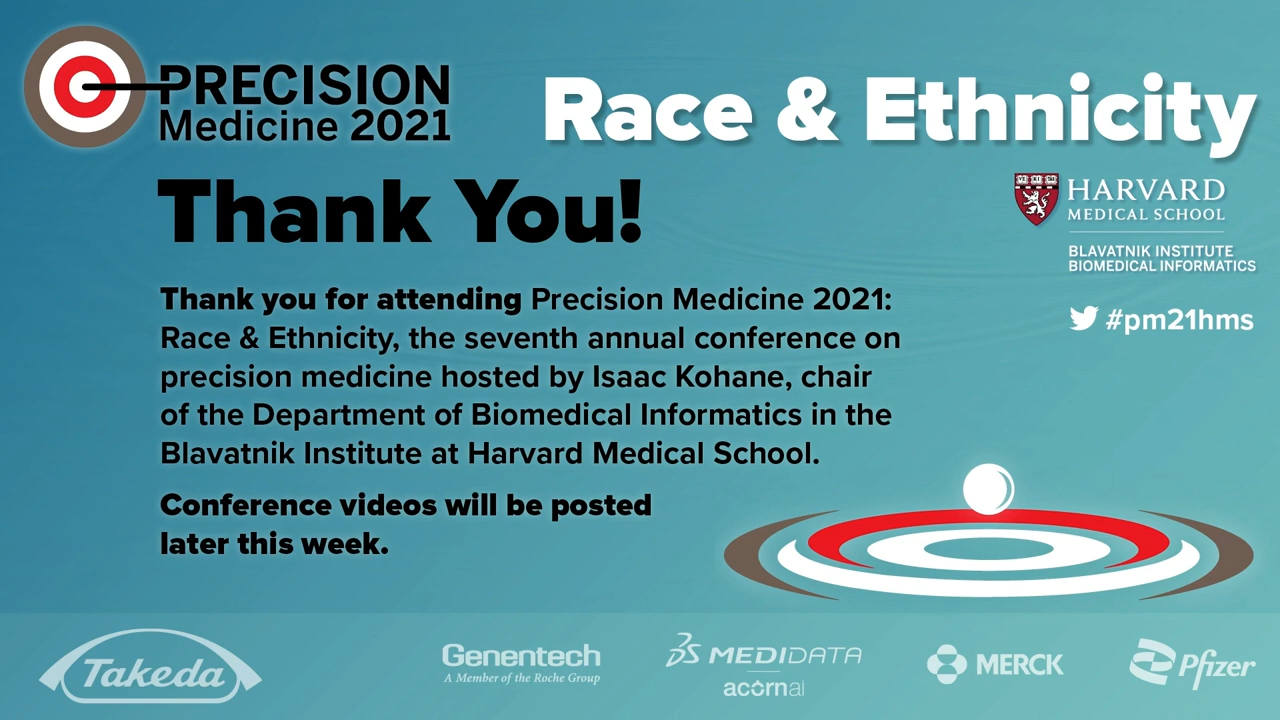 PRECISION
Medicine 2021
Race & Ethnicity
HARVARD
MEDICAL SCHOOL
BLAVATNIK INSTITUTE
BIOMEDICAL INFORMATICS
#pm21hms
Thank You!
Thank you for attending Precision Medicine 2021:
Race & Ethnicity, the seventh annual conference on
precision medicine hosted by Isaac Kohane, chair
of the Department of Biomedical Informatics in the
Blavatnik Institute at Harvard Medical School.
Conference videos will be posted
later this week.
Takeda
Genentech
A Member of the Roche Group
MEDIDATA
acornai
MERCK
Pfizer